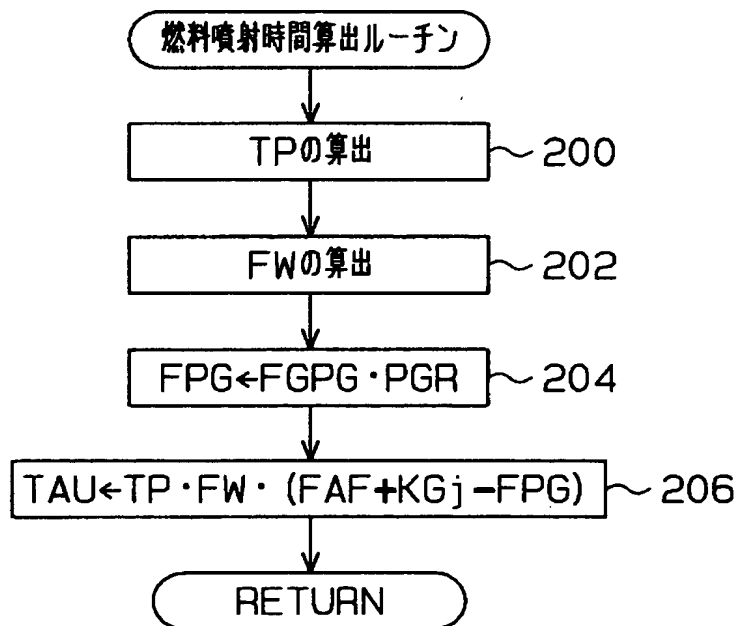 燃料噴射時間算出ルーチン
TPの算出
200
FWの算出
202
FPG←FGPG・PGR
204
TAU←TP・FW・(FAF+KGj−FPG)
206
RETURN